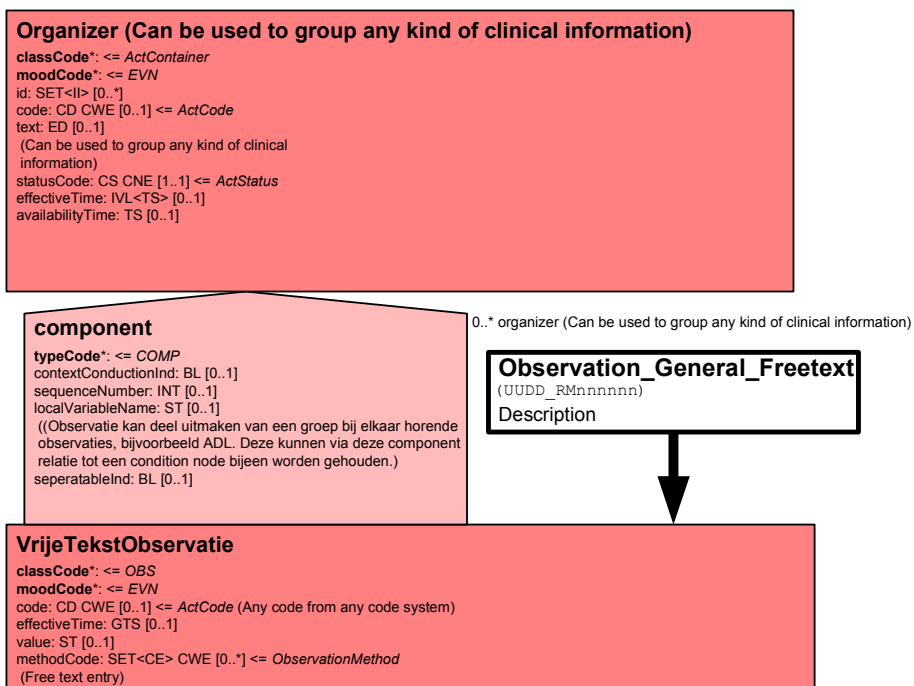 Organizer (Can be used to group any kind of clinical information)
classCode*: <= ActContainer
moodCode*: <= EVN
id: SET<II> [0..*]
code: CD CWE [0..1] <= ActCode
text: ED [0..1]
(Can be used to group any kind of clinical
information)
statusCode: CS CNE [1..1] <= ActStatus
effectiveTime: IVL<TS> [0..1]
availabilityTime: TS [0..1]
component
typeCode*: <= COMP
contextConductionInd: BL [0..1]
sequenceNumber: INT [0..1]
localVariableName: ST [0..1]
((Observatie kan deel uitmaken van een groep bij elkaar horende
observaties, bijvoorbeeld ADL. Deze kunnen via deze component
relatie tot een condition node bijeen worden gehouden.)
seperatableInd: BL [0..1]
0..* organizer (Can be used to group any kind of clinical information)
Observation_General_Freetext
(UUDD_RMnnnnnn)
Description
VrijeTekstObservatie
classCode*: <= OBS
moodCode*: <= EVN
code: CD CWE [0..1] <= ActCode (Any code from any code system)
effectiveTime: GTS [0..1]
value: ST [0..1]
methodCode: SET<CE> CWE [0..*] <= ObservationMethod
(Free text entry)